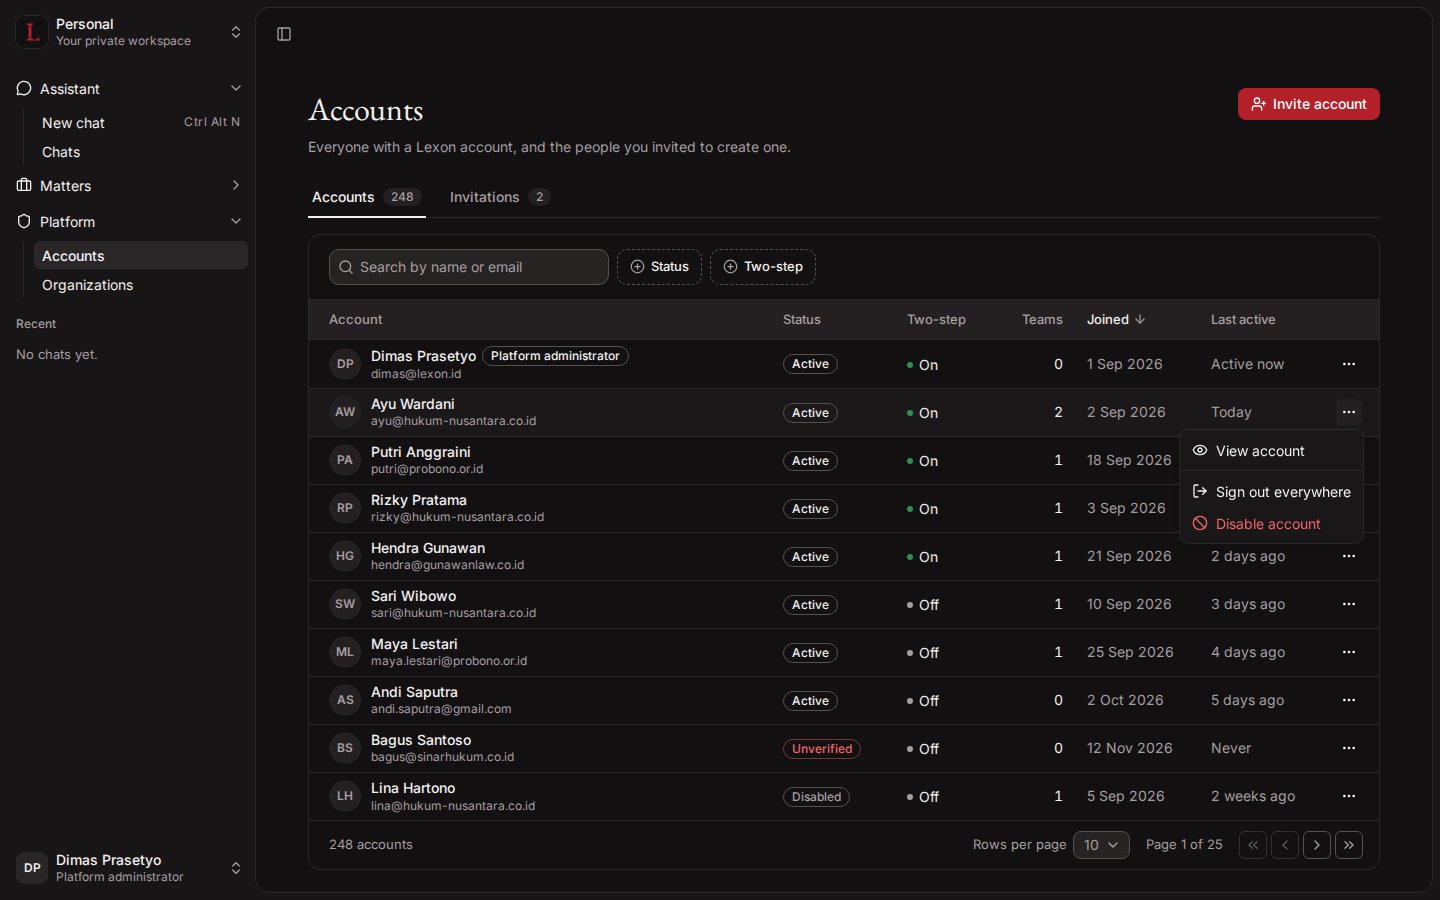 L
Personal
Your private workspace
Assistant
New chat Ctrl Alt N
Chats
Matters
Platform
Accounts
Organizations
Recent
No chats yet.
DP
Dimas Prasetyo
Platform administrator
Accounts
Invite account
Everyone with a Lexon account, and the people you invited to create one.
Accounts 248 Invitations 2
Search by name or email Status Two-step
Account Status Two-step Teams Joined Last active
DP Dimas Prasetyo Platform administrator Active On 0 1 Sep 2026 Active now
dimas@lexon.id
AW Ayu Wardani Active On 2 2 Sep 2026 Today
ayu@hukum-nusantara.co.id
PA Putri Anggraini Active On 1 18 Sep 2026
putri@probono.or.id
RP Rizky Pratama Active On 1 3 Sep 2026
rizky@hukum-nusantara.co.id
HG Hendra Gunawan Active On 1 21 Sep 2026 2 days ago
hendra@gunawanlaw.co.id
SW Sari Wibowo Active Off 1 10 Sep 2026 3 days ago
sari@hukum-nusantara.co.id
ML Maya Lestari Active Off 1 25 Sep 2026 4 days ago
maya.lestari@probono.or.id
AS Andi Saputra Active Off 0 2 Oct 2026 5 days ago
andi.saputra@gmail.com
BS Bagus Santoso Unverified Off 0 12 Nov 2026 Never
bagus@sinarhukum.co.id
LH Lina Hartono Disabled Off 1 5 Sep 2026 2 weeks ago
lina@hukum-nusantara.co.id
View account
Sign out everywhere
Disable account
248 accounts Rows per page 10 Page 1 of 25